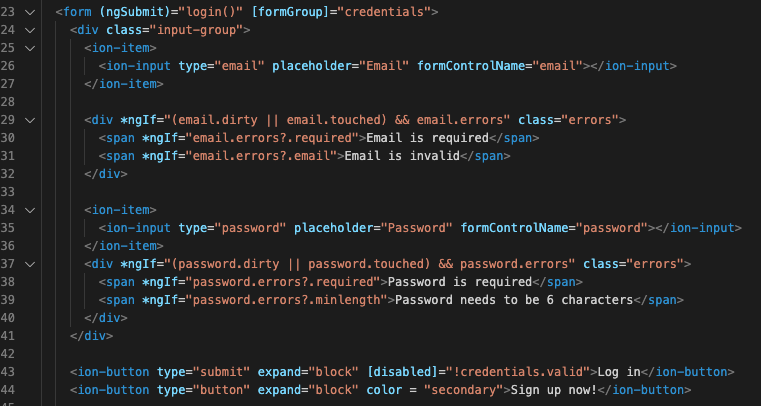 23 <form (ngSubmit)="login()" [formGroup]="credentials">
24 <div class="input-group">
25 <ion-item>
26 <ion-input type="email" placeholder="Email" formControlName="email"></ion-input>
27 </ion-item>
28
29 <div *ngIf="(email.dirty || email.touched) && email.errors" class="errors">
30 <span *ngIf="email.errors?.required">Email is required</span>
31 <span *ngIf="email.errors?.email">Email is invalid</span>
32 </div>
33
34 <ion-item>
35 <ion-input type="password" placeholder="Password" formControlName="password"></ion-input>
36 </ion-item>
37 <div *ngIf="(password.dirty || password.touched) && password.errors" class="errors">
38 <span *ngIf="password.errors?.required">Password is required</span>
39 <span *ngIf="password.errors?.minlength">Password needs to be 6 characters</span>
40 </div>
41 </div>
42
43 <ion-button type="submit" expand="block" [disabled]="!credentials.valid">Log in</ion-button>
44 <ion-button type="button" expand="block" color = "secondary">Sign up now!</ion-button>